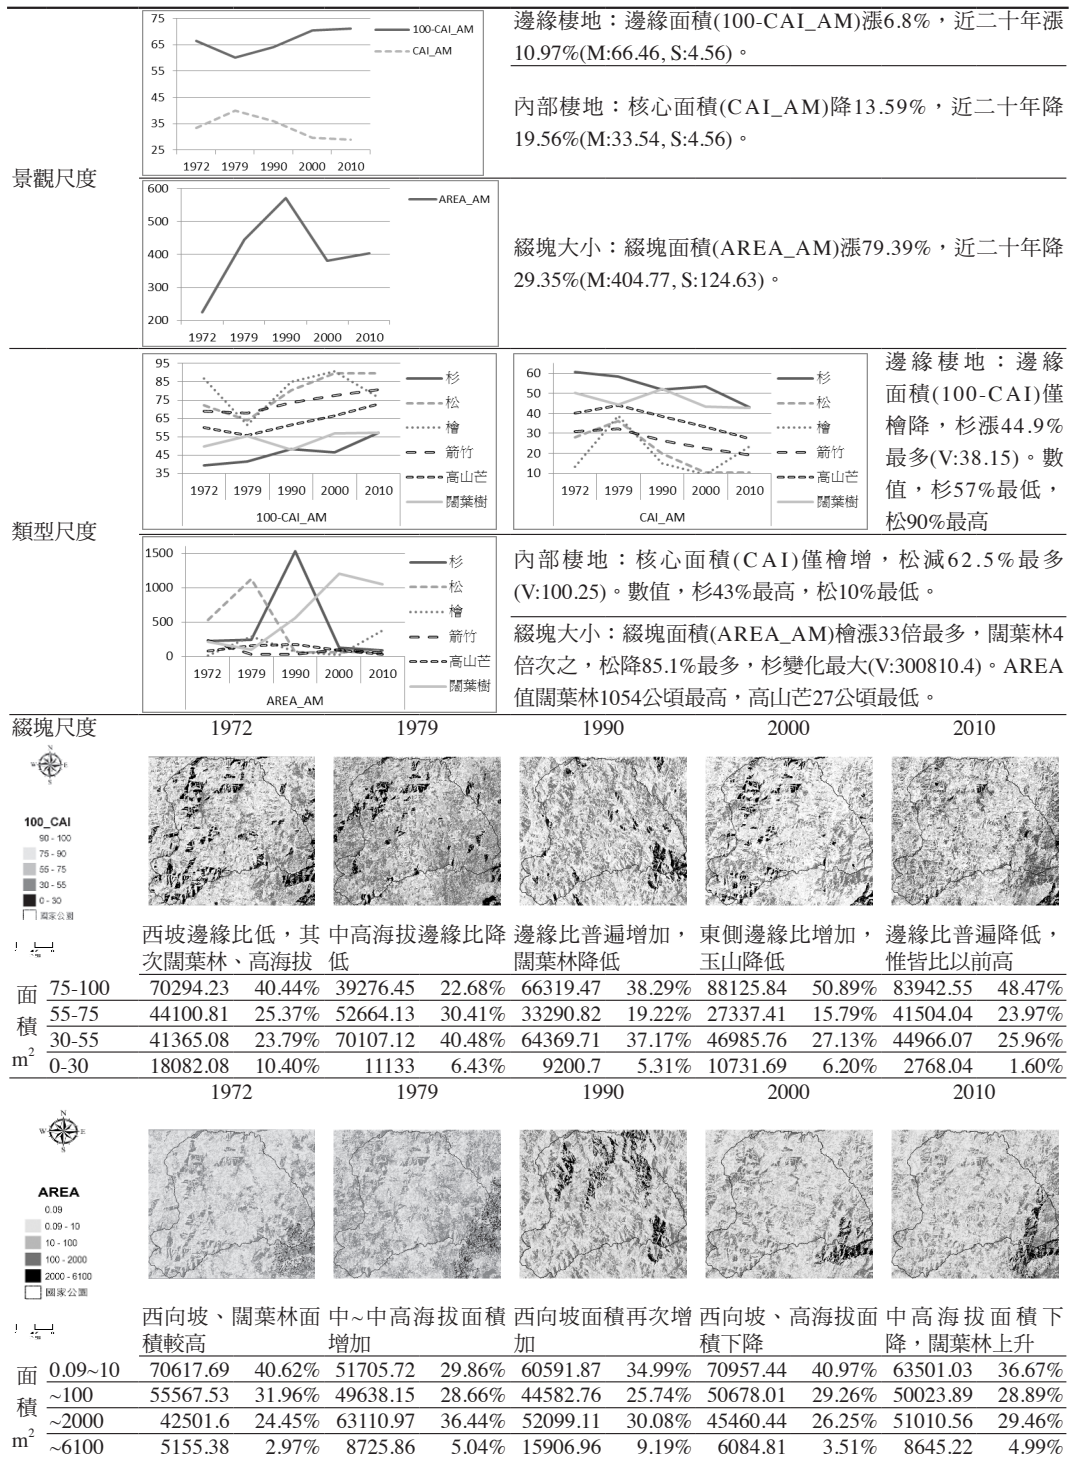 景觀尺度
75
65
55
45
35
25
1972 1979 1990 2000 2010
100-CAI_AM
CAI_AM
邊緣棲地：邊緣面積(100-CAI_AM)漲6.8%，近二十年漲
10.97%(M:66.46, S:4.56)。
內部棲地：核心面積(CAI_AM)降13.59%，近二十年降
19.56%(M:33.54, S:4.56)。
600
500
400
300
200
1972 1979 1990 2000 2010
AREA_AM
綴塊大小：綴塊面積(AREA_AM)漲79.39%，近二十年降
29.35%(M:404.77, S:124.63)。
類型尺度
95
85
75
65
55
45
35
1972 1979 1990 2000 2010
100-CAI_AM
杉
松
檜
箭竹
高山芒
闊葉樹
60
50
40
30
20
10
1972 1979 1990 2000 2010
CAI_AM
杉
松
檜
箭竹
高山芒
闊葉樹
邊緣棲地：邊緣
面積(100-CAI)僅
檜降，杉漲44.9%
最多(V:38.15)。數
值，杉57%最低，
松90%最高
1500
1000
500
0
1972 1979 1990 2000 2010
AREA_AM
杉
松
檜
箭竹
高山芒
闊葉樹
內部棲地：核心面積(CAI)僅檜增，松減62.5%最多
(V:100.25)。數值，杉43%最高，松10%最低。
綴塊大小：綴塊面積(AREA_AM)檜漲33倍最多，闊葉林4
倍次之，松降85.1%最多，杉變化最大(V:300810.4)。AREA
值闊葉林1054公頃最高，高山芒27公頃最低。
綴塊尺度 1972 1979 1990 2000 2010
N
W E
S
100_CAI
90 - 100
75 - 90
55 - 75
30 - 55
0 - 30
國家公園
西坡邊緣比低，其 中高海拔邊緣比降 邊緣比普遍增加， 東側邊緣比增加， 邊緣比普遍降低，
次闊葉林、高海拔 低 闊葉林降低 玉山降低 惟皆比以前高
面積m²
75-100 70294.23 40.44% 39276.45 22.68% 66319.47 38.29% 88125.84 50.89% 83942.55 48.47%
55-75 44100.81 25.37% 52664.13 30.41% 33290.82 19.22% 27337.41 15.79% 41504.04 23.97%
30-55 41365.08 23.79% 70107.12 40.48% 64369.71 37.17% 46985.76 27.13% 44966.07 25.96%
0-30 18082.08 10.40% 11133 6.43% 9200.7 5.31% 10731.69 6.20% 2768.04 1.60%
1972 1979 1990 2000 2010
N
W E
S
AREA
0.09
0.09 - 10
10 - 100
100 - 2000
2000 - 6100
國家公園
西向坡、闊葉林面 中~中高海拔面積 西向坡面積再次增 西向坡、高海拔面 中高海拔面積下
積較高 增加 加 積下降 降，闊葉林上升
面積m²
0.09~10 70617.69 40.62% 51705.72 29.86% 60591.87 34.99% 70957.44 40.97% 63501.03 36.67%
~100 55567.53 31.96% 49638.15 28.66% 44582.76 25.74% 50678.01 29.26% 50023.89 28.89%
~2000 42501.6 24.45% 63110.97 36.44% 52099.11 30.08% 45460.44 26.25% 51010.56 29.46%
~6100 5155.38 2.97% 8725.86 5.04% 15906.96 9.19% 6084.81 3.51% 8645.22 4.99%